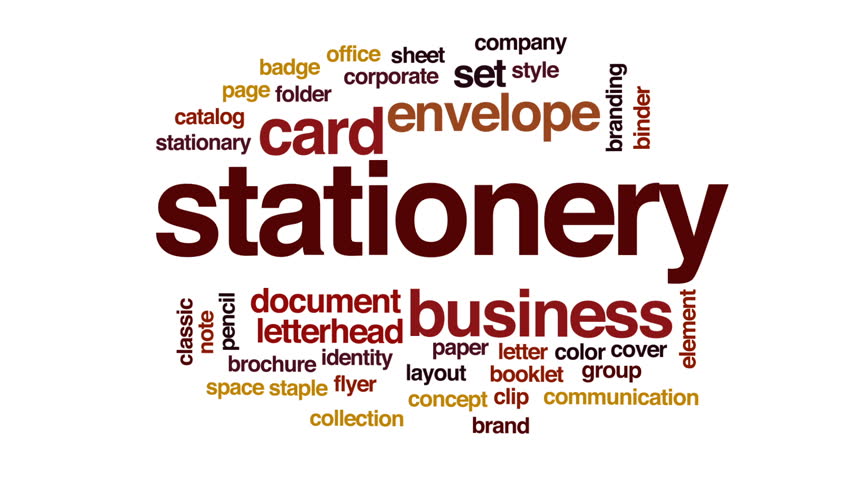 company
office sheet
badge corporate set style
page folder
catalog card envelope branding binder
stationary
stationery
classic note pencil document business element
letterhead
brochure identity paper letter color cover
space staple flyer layout booklet group
collection concept clip communication
brand